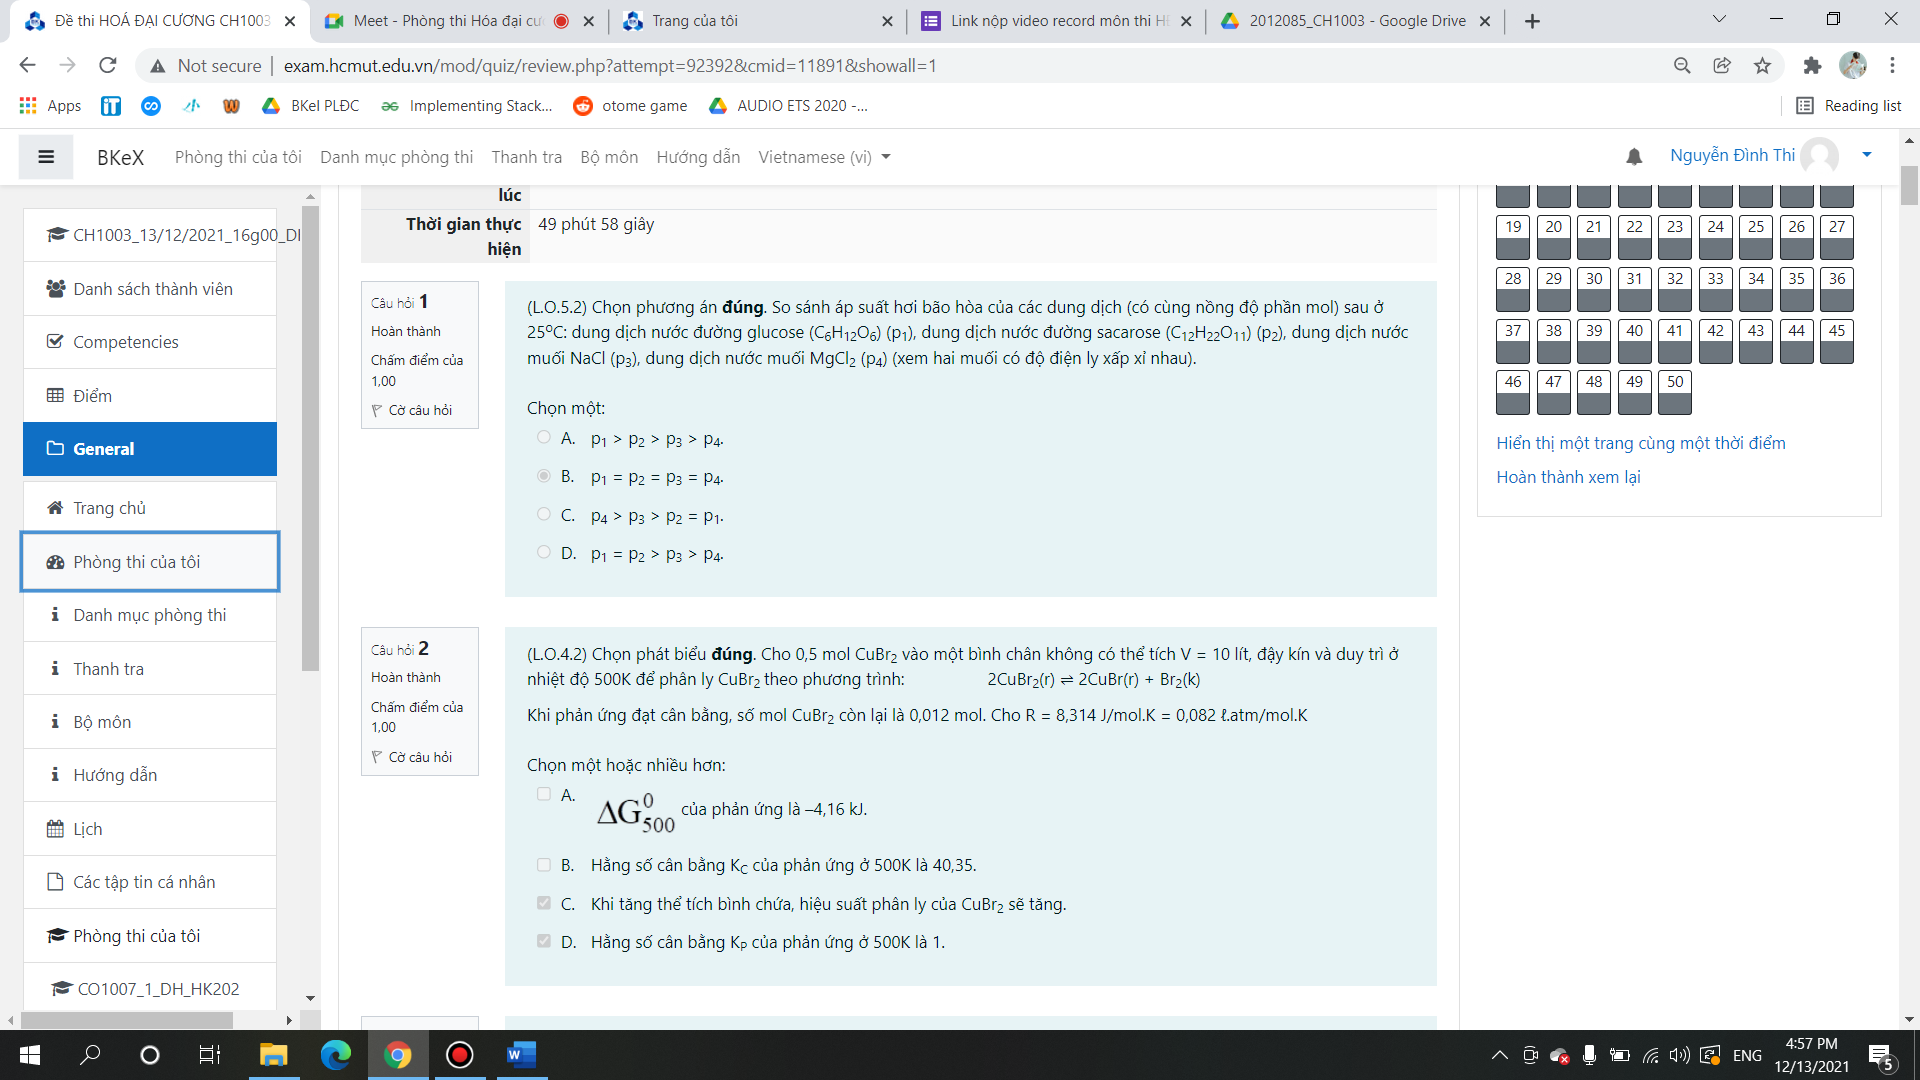 Đề thi HOÁ ĐẠI CƯƠNG CH1003
Meet - Phòng thi Hóa đại cư
Trang của tôi
Link nộp video record môn thi H
2012085_CH1003 - Google Drive
Not secure
exam.hcmut.edu.vn/mod/quiz/review.php?attempt=92392&cmid=11891&showall=1
Apps
BKeI PLĐC
Implementing Stack...
otome game
AUDIO ETS 2020 -...
Reading list
BKeX
Phòng thi của tôi
Danh mục phòng thi
Thanh tra
Bộ môn
Hướng dẫn
Vietnamese (vi)
Nguyễn Đình Thi
CH1003_13/12/2021_16g00_DI
Danh sách thành viên
Competencies
Điểm
General
Trang chủ
Phòng thi của tôi
Danh mục phòng thi
Thanh tra
Bộ môn
Hướng dẫn
Lịch
Các tập tin cá nhân
Phòng thi của tôi
CO1007_1_DH_HK202
lúc
Thời gian thực hiện
49 phút 58 giây
Câu hỏi 1
Hoàn thành
Chấm điểm của
1,00
Cờ câu hỏi
(L.O.5.2) Chọn phương án đúng. So sánh áp suất hơi bão hòa của các dung dịch (có cùng nồng độ phần mol) sau ở
25⁰C: dung dịch nước đường glucose (C₆H₁₂O₆) (p₁), dung dịch nước đường sacarose (C₁₂H₂₂O₁₁) (p₂), dung dịch nước
muối NaCl (p₃), dung dịch nước muối MgCl₂ (p₄) (xem hai muối có độ điện ly xấp xỉ nhau).
Chọn một:
A. p₁ > p₂ > p₃ > p₄.
B. p₁ = p₂ = p₃ = p₄.
C. p₄ > p₃ > p₂ = p₁.
D. p₁ = p₂ > p₃ > p₄.
Câu hỏi 2
Hoàn thành
Chấm điểm của
1,00
Cờ câu hỏi
(L.O.4.2) Chọn phát biểu đúng. Cho 0,5 mol CuBr₂ vào một bình chân không có thể tích V = 10 lít, đậy kín và duy trì ở
nhiệt độ 500K để phân ly CuBr₂ theo phương trình: 2CuBr₂(r) ⇌ 2CuBr(r) + Br₂(k)
Khi phản ứng đạt cân bằng, số mol CuBr₂ còn lại là 0,012 mol. Cho R = 8,314 J/mol.K = 0,082 ℓ.atm/mol.K
Chọn một hoặc nhiều hơn:
A. ΔG⁰₅₀₀ của phản ứng là –4,16 kJ.
B. Hằng số cân bằng K_C của phản ứng ở 500K là 40,35.
C. Khi tăng thể tích bình chứa, hiệu suất phân ly của CuBr₂ sẽ tăng.
D. Hằng số cân bằng K_P của phản ứng ở 500K là 1.
19 20 21 22 23 24 25 26 27
28 29 30 31 32 33 34 35 36
37 38 39 40 41 42 43 44 45
46 47 48 49 50
Hiển thị một trang cùng một thời điểm
Hoàn thành xem lại
ENG
4:57 PM
12/13/2021
5